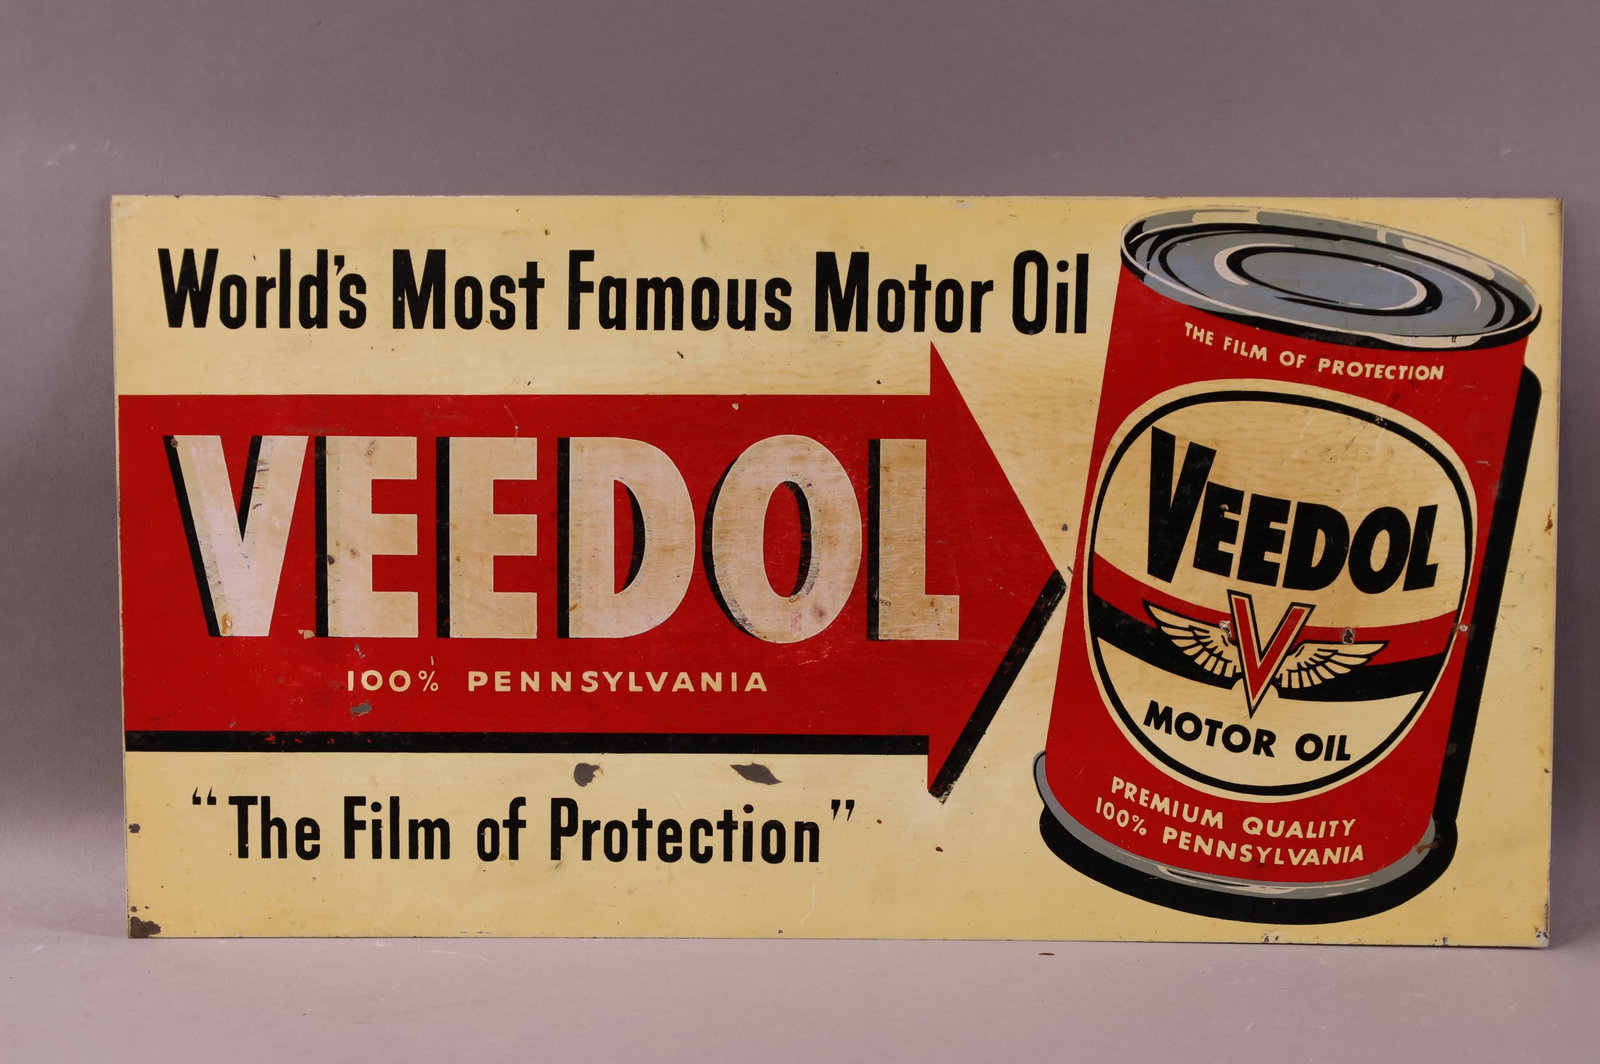 World's Most Famous Motor Oil
VEEDOL
100% PENNSYLVANIA
"The Film of Protection"
THE FILM OF PROTECTION
VEEDOL
V
MOTOR OIL
PREMIUM QUALITY
100% PENNSYLVANIA